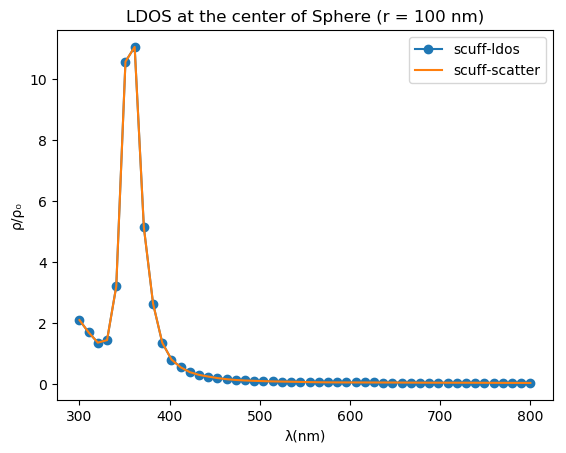 LDOS at the center of Sphere (r = 100 nm)
scuff-ldos
scuff-scatter
ρ/ρₒ
10
8
6
4
2
0
300 400 500 600 700 800
λ(nm)